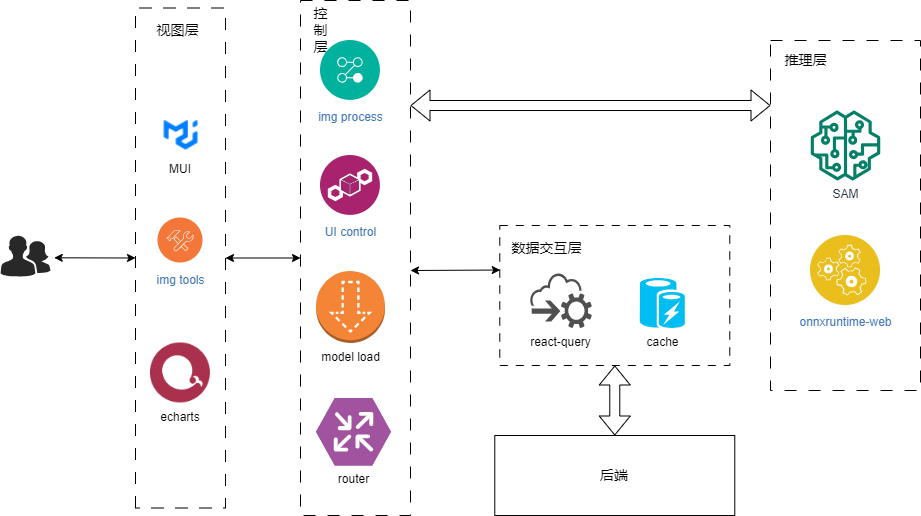 视图层
MUI
img tools
echarts
控
制
层
img process
UI control
model load
router
数据交互层
react-query
cache
后端
推理层
SAM
onnxruntime-web